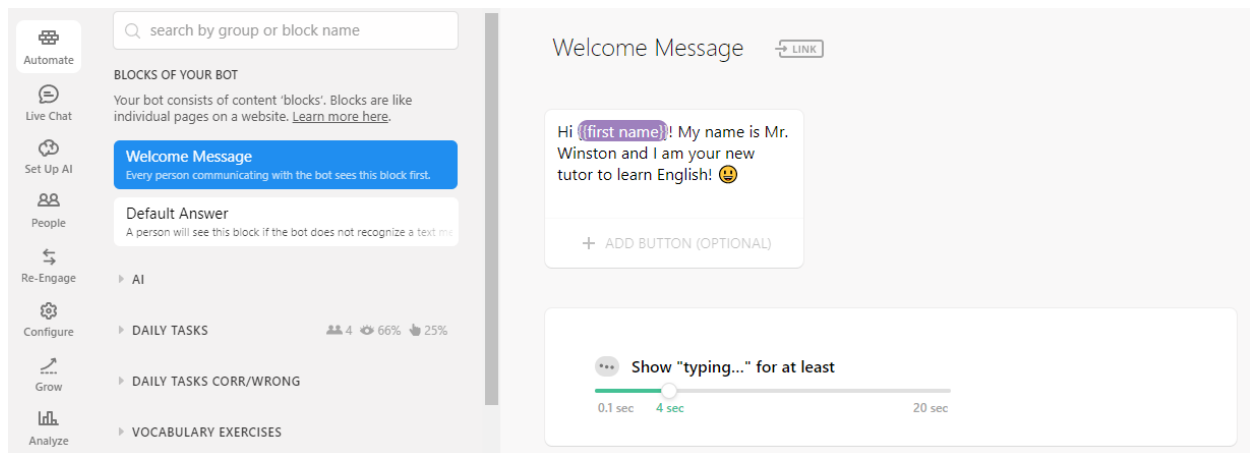 Automate
Live Chat
Set Up AI
People
Re-Engage
Configure
Grow
Analyze
search by group or block name
BLOCKS OF YOUR BOT
Your bot consists of content ‘blocks’. Blocks are like
individual pages on a website. Learn more here.
Welcome Message
Every person communicating with the bot sees this block first.
Default Answer
A person will see this block if the bot does not recognize a text me
AI
DAILY TASKS 4 66% 25%
DAILY TASKS CORR/WRONG
VOCABULARY EXERCISES
Welcome Message LINK
Hi {{first name}}! My name is Mr.
Winston and I am your new
tutor to learn English! 😃
+ ADD BUTTON (OPTIONAL)
Show "typing..." for at least
0.1 sec 4 sec 20 sec